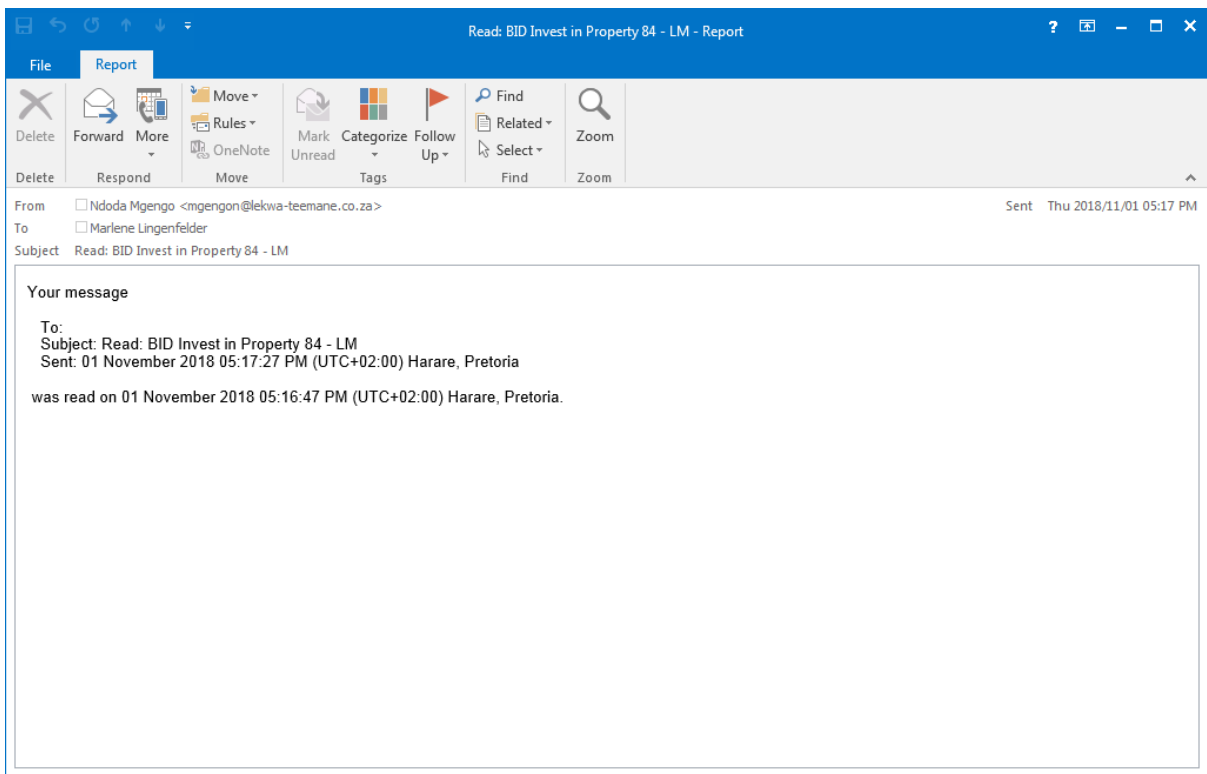 Read: BID Invest in Property 84 - LM - Report
?
File Report
Delete
Forward
More
Move
Rules
OneNote
Mark Unread
Categorize
Follow Up
Find
Related
Select
Zoom
Delete Respond Move Tags Find Zoom
From Ndoda Mgengo <mgengon@lekwa-teemane.co.za> Sent Thu 2018/11/01 05:17 PM
To Marlene Lingenfelder
Subject Read: BID Invest in Property 84 - LM
Your message
To:
Subject: Read: BID Invest in Property 84 - LM
Sent: 01 November 2018 05:17:27 PM (UTC+02:00) Harare, Pretoria
was read on 01 November 2018 05:16:47 PM (UTC+02:00) Harare, Pretoria.